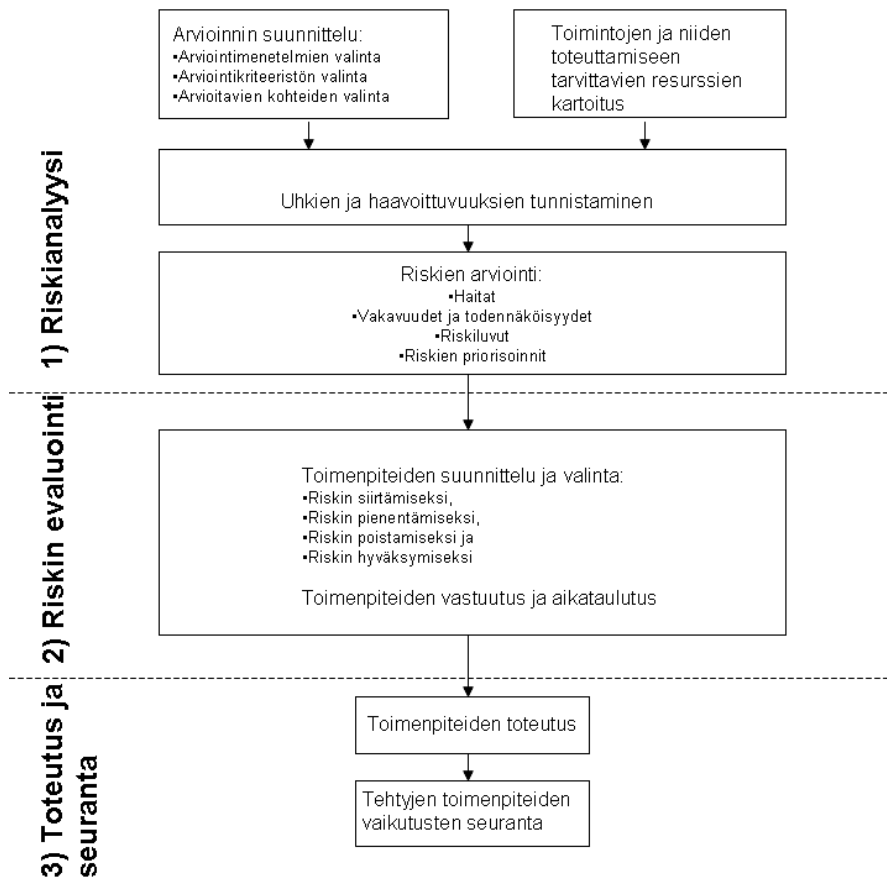 Arvioinnin suunnittelu:
▪Arviointimenetelmien valinta
▪Arviointikriteeristön valinta
▪Arvioitavien kohteiden valinta
Toimintojen ja niiden
toteuttamiseen
tarvittavien resurssien
kartoitus
1) Riskianalyysi
Uhkien ja haavoittuvuuksien tunnistaminen
Riskien arviointi:
▪Haitat
▪Vakavuudet ja todennäköisyydet
▪Riskiluvut
▪Riskien priorisoinnit
2) Riskin evaluointi
Toimenpiteiden suunnittelu ja valinta:
▪Riskin siirtämiseksi,
▪Riskin pienentämiseksi,
▪Riskin poistamiseksi ja
▪Riskin hyväksymiseksi
Toimenpiteiden vastuutus ja aikataulutus
3) Toteutus ja
seuranta
Toimenpiteiden toteutus
Tehtyjen toimenpiteiden
vaikutusten seuranta